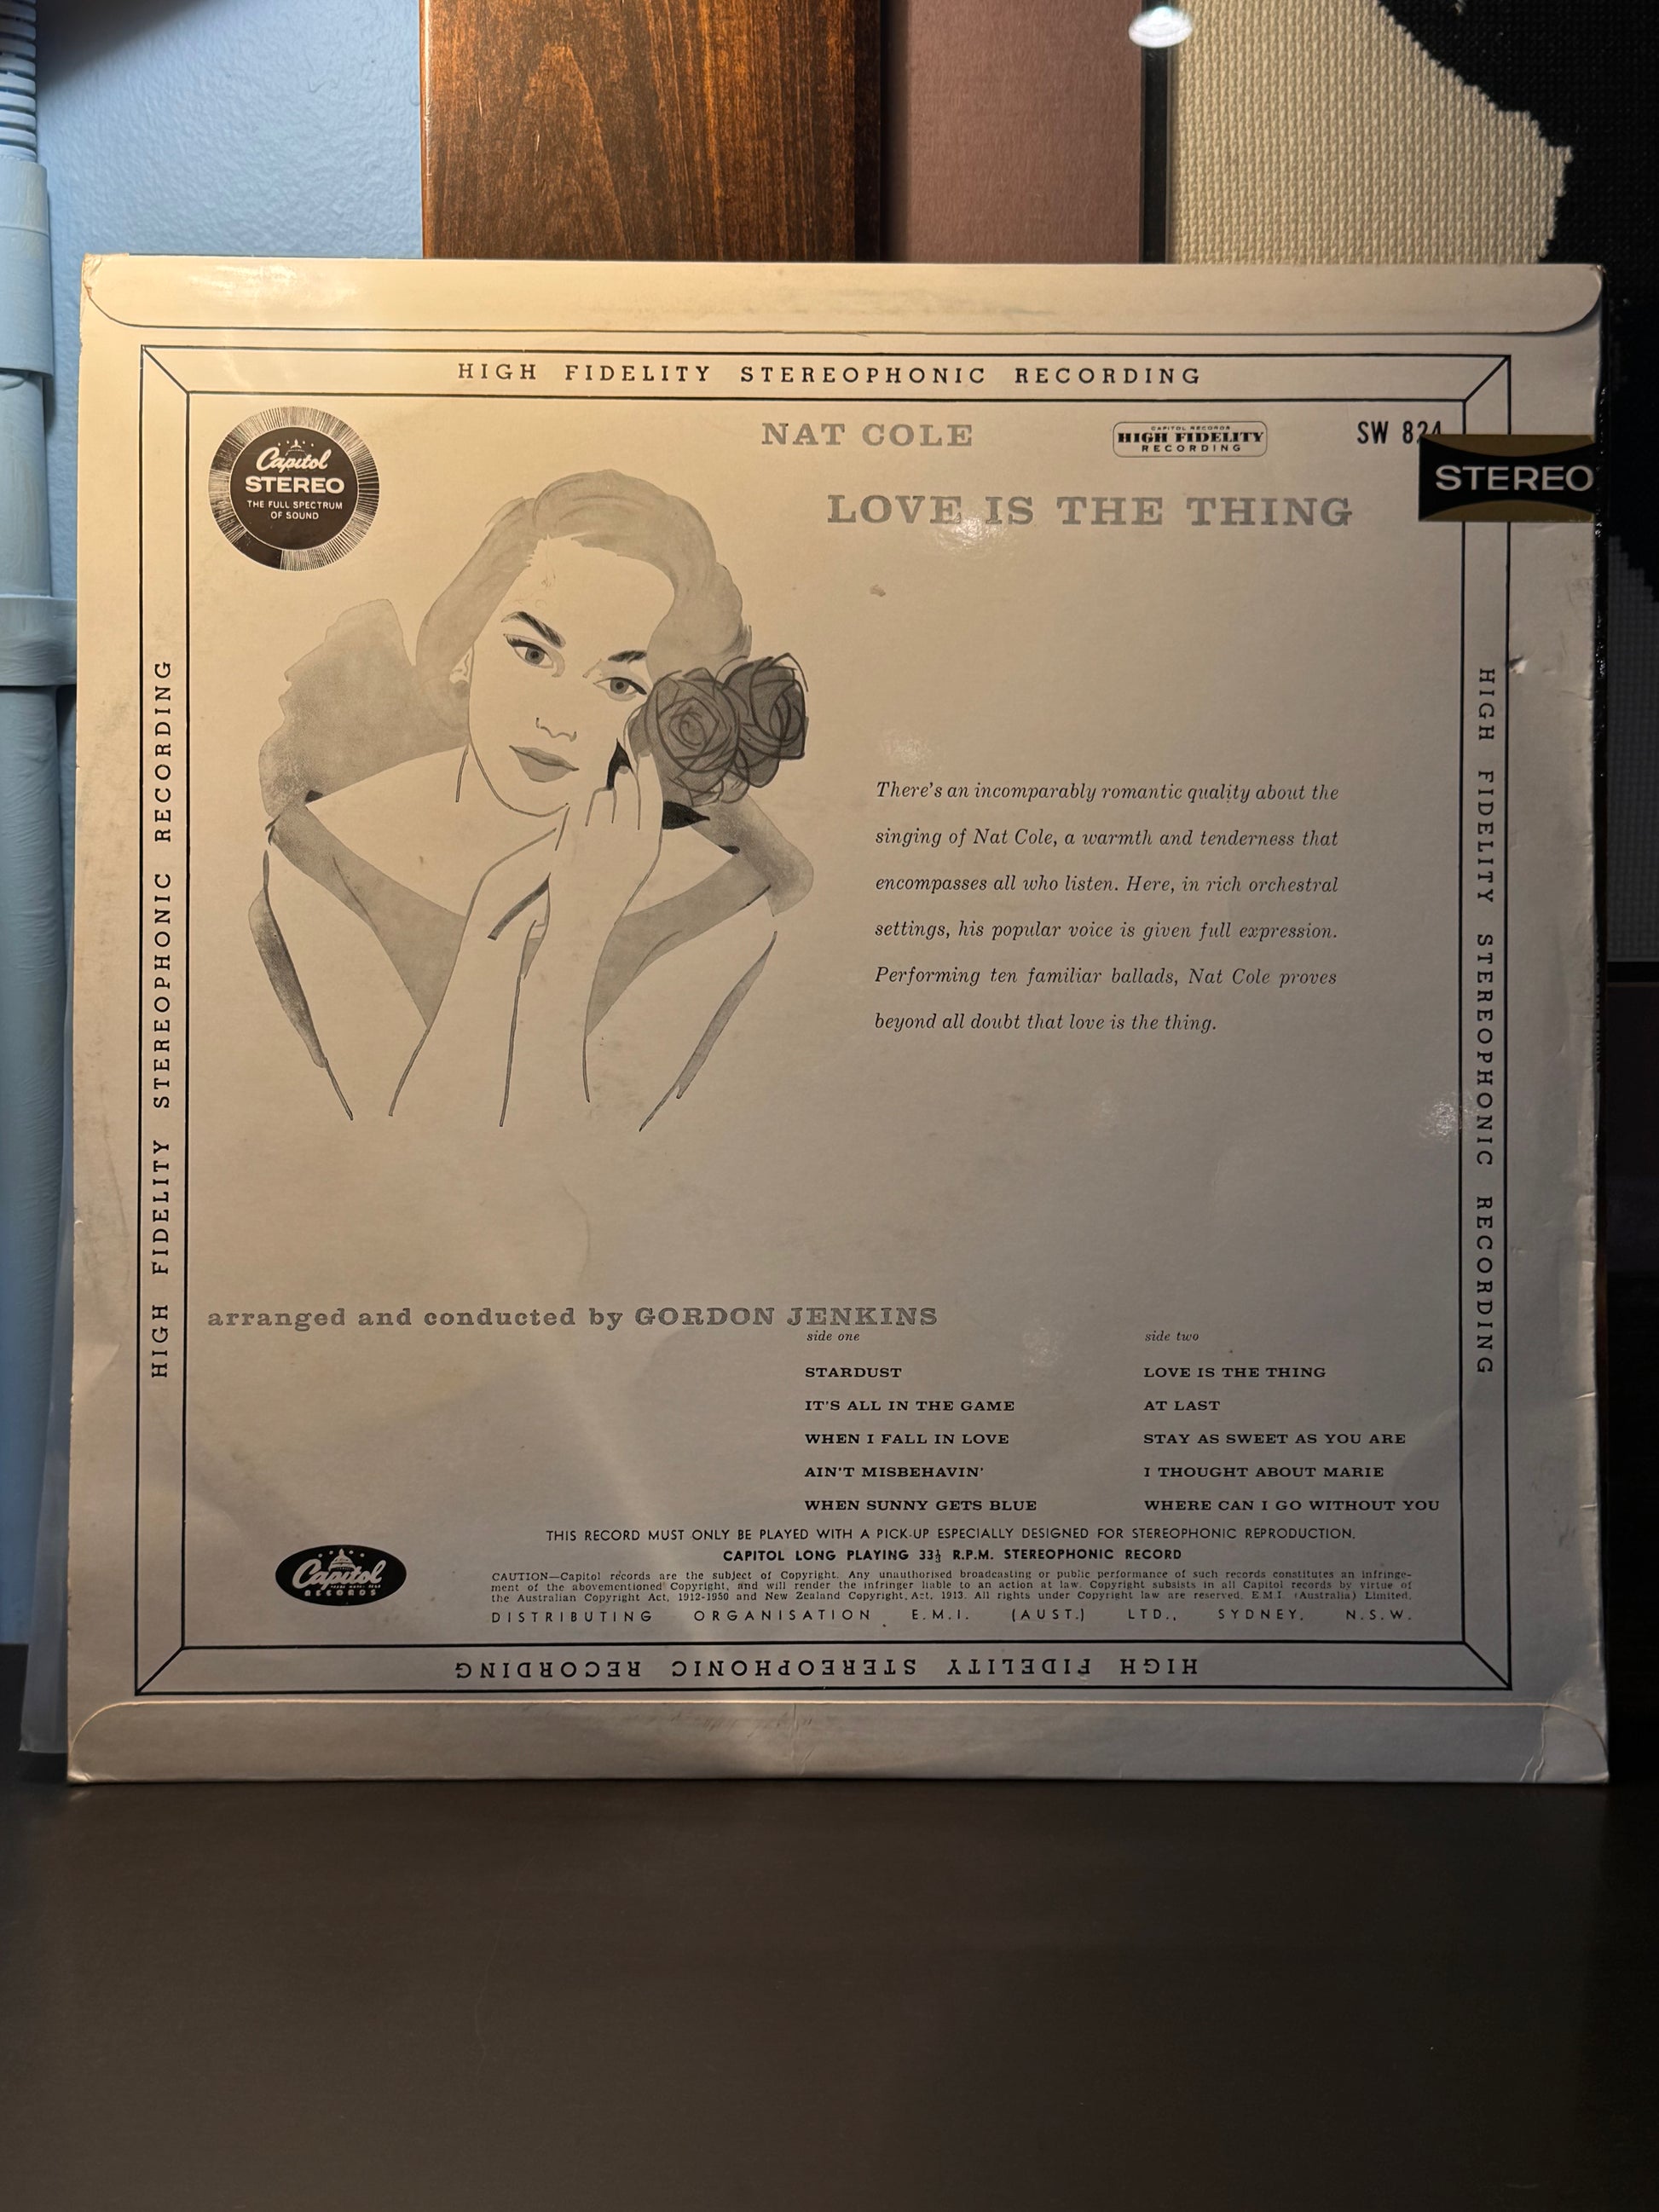 HIGH FIDELITY STEREOPHONIC RECORDING
NAT COLE
CAPITOL RECORDS
HIGH FIDELITY
RECORDING
SW 824
STEREO
Capitol
STEREO
THE FULL SPECTRUM
OF SOUND
LOVE IS THE THING
HIGH FIDELITY STEREOPHONIC RECORDING
HIGH FIDELITY STEREOPHONIC RECORDING
There's an incomparably romantic quality about the
singing of Nat Cole, a warmth and tenderness that
encompasses all who listen. Here, in rich orchestral
settings, his popular voice is given full expression.
Performing ten familiar ballads, Nat Cole proves
beyond all doubt that love is the thing.
arranged and conducted by GORDON JENKINS
side one
STARDUST
IT'S ALL IN THE GAME
WHEN I FALL IN LOVE
AIN'T MISBEHAVIN'
WHEN SUNNY GETS BLUE
side two
LOVE IS THE THING
AT LAST
STAY AS SWEET AS YOU ARE
I THOUGHT ABOUT MARIE
WHERE CAN I GO WITHOUT YOU
THIS RECORD MUST ONLY BE PLAYED WITH A PICK-UP ESPECIALLY DESIGNED FOR STEREOPHONIC REPRODUCTION.
CAPITOL LONG PLAYING 33⅓ R.P.M. STEREOPHONIC RECORD
Capitol
RECORDS
CAUTION—Capitol records are the subject of Copyright. Any unauthorised broadcasting or public performance of such records constitutes an infringe-
ment of the abovementioned Copyright, and will render the infringer liable to an action at law. Copyright subsists in all Capitol records by virtue of
the Australian Copyright Act, 1912-1950 and New Zealand Copyright, Act, 1913. All rights under Copyright law are reserved. E.M.I. (Australia) Limited.
DISTRIBUTING ORGANISATION E.M.I. (AUST.) LTD., SYDNEY, N.S.W.
HIGH FIDELITY STEREOPHONIC RECORDING